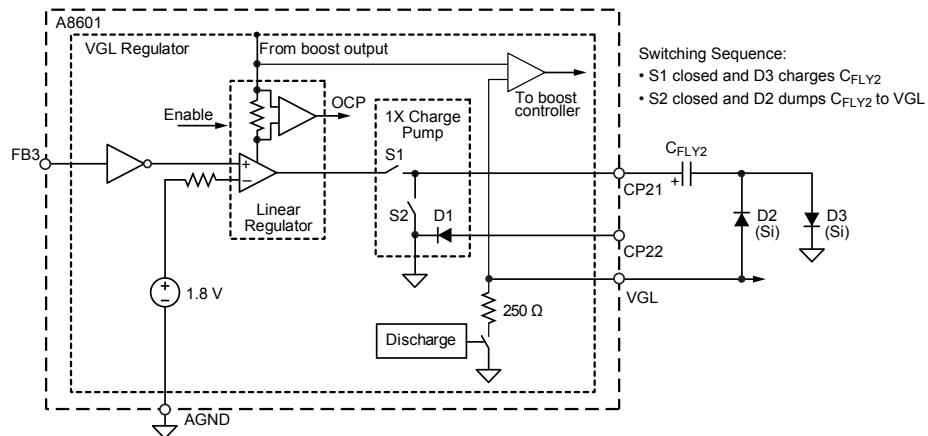 A8601
VGL Regulator
From boost output
Switching Sequence:
• S1 closed and D3 charges CFLY2
• S2 closed and D2 dumps CFLY2 to VGL
Enable
OCP
To boost
controller
1X Charge
Pump
FB3
+
−
S1
CFLY2
+
CP21
Linear
Regulator
S2
D1
D2
(Si)
D3
(Si)
CP22
+
−
1.8 V
VGL
250 Ω
Discharge
AGND